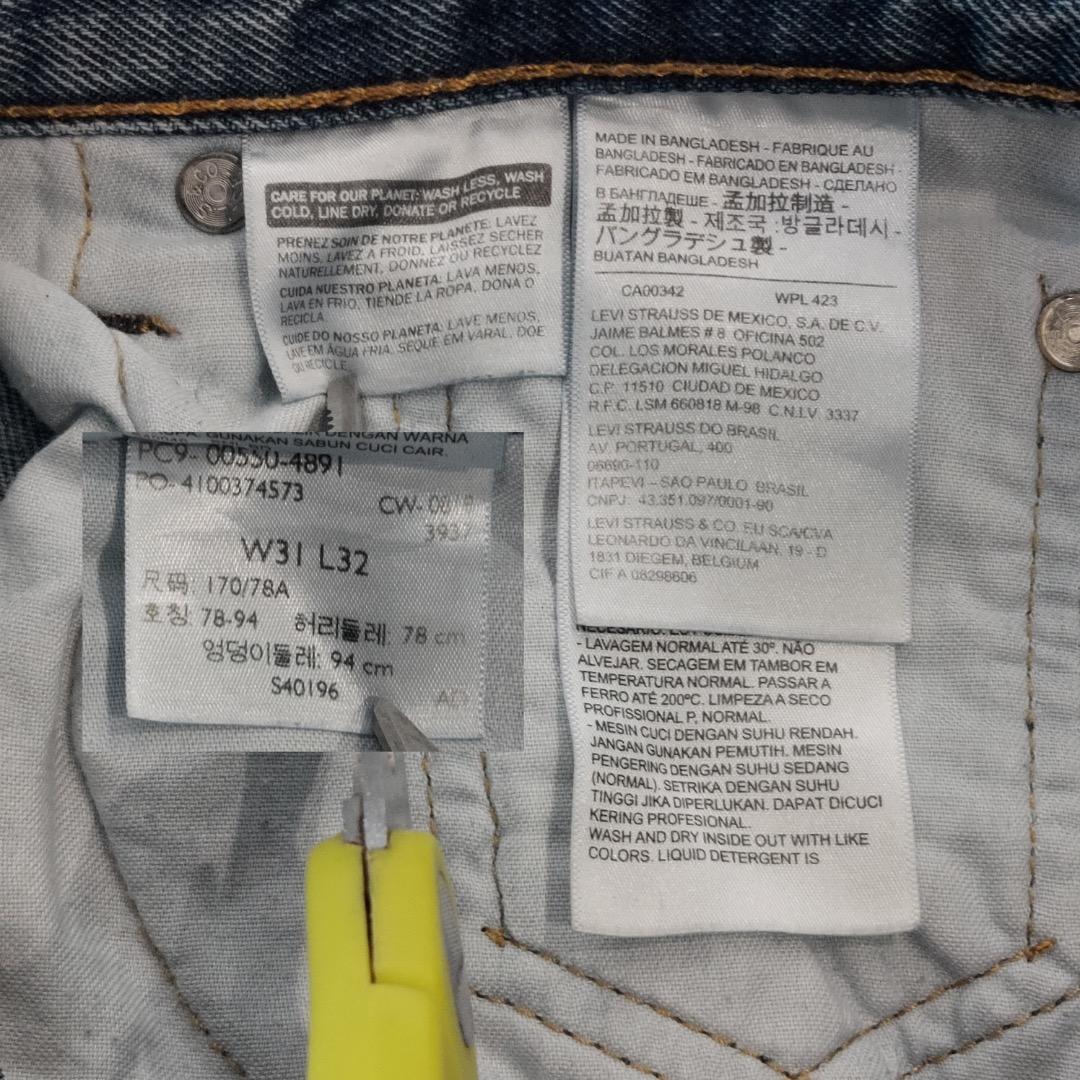 CARE FOR OUR PLANET: WASH LESS, WASH
COLD, LINE DRY, DONATE OR RECYCLE
PRENEZ SOIN DE NOTRE PLANETE: LAVEZ
MOINS, LAVEZ A FROID, LAISSEZ SECHER
NATURELLEMENT, DONNEZ OU RECYCLEZ
CUIDA NUESTRO PLANETA: LAVA MENOS,
LAVA EN FRIO, TIENDE LA ROPA, DONA O
RECICLA.
CUIDE DO NOSSO PLANETA: LAVE MENOS,
LAVE EM ÁGUA FRIA, SEQUE EM VARAL, DOE
OU RECICLE
MADE IN BANGLADESH - FABRIQUE AU
BANGLADESH - FABRICADO EN BANGLADESH -
FABRICADO EM BANGLADESH - СДЕЛАНО
В БАНГЛАДЕШЕ - 孟加拉制造 -
孟加拉製 - 제조국 :방글라데시 -
バングラデシュ製 -
BUATAN BANGLADESH
CA00342 WPL 423
LEVI STRAUSS DE MEXICO, S.A. DE C.V.
JAIME BALMES # 8 OFICINA 502
COL. LOS MORALES POLANCO
DELEGACION MIGUEL HIDALGO
C.P. 11510 CIUDAD DE MEXICO
R.F.C. LSM 660818 M-98 C.N.I.V. 3337
LEVI STRAUSS DO BRASIL
AV. PORTUGAL, 400
06690-110
ITAPEVI - SAO PAULO BRASIL
CNPJ: 43.351.097/0001-90
LEVI STRAUSS & CO. EU SCA/CVA
LEONARDO DA VINCILAAN, 19 - D
1831 DIEGEM, BELGIUM
CIF A 08298606
DENGAN WARNA
GUNAKAN SABUN CUCI CAIR.
PC9- 00550-4891
PO- 4100374573
CW-
3937
W31 L32
尺码: 170/78A
호칭: 78-94 허리둘레: 78 cm
엉덩이둘레: 94 cm
S40196 AD
- LAVAGEM NORMAL ATÉ 30º. NÃO
ALVEJAR. SECAGEM EM TAMBOR EM
TEMPERATURA NORMAL. PASSAR A
FERRO ATÉ 200ºC. LIMPEZA A SECO
PROFISSIONAL P, NORMAL.
- MESIN CUCI DENGAN SUHU RENDAH.
JANGAN GUNAKAN PEMUTIH. MESIN
PENGERING DENGAN SUHU SEDANG
(NORMAL). SETRIKA DENGAN SUHU
TINGGI JIKA DIPERLUKAN. DAPAT DICUCI
KERING PROFESIONAL.
WASH AND DRY INSIDE OUT WITH LIKE
COLORS. LIQUID DETERGENT IS